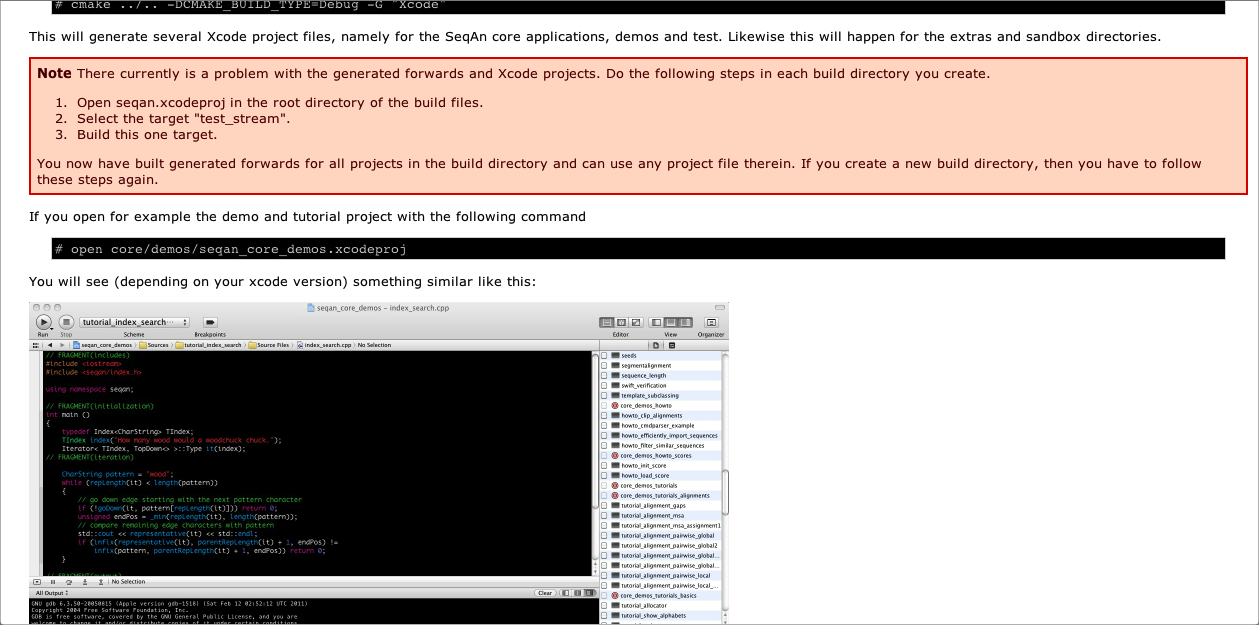 # cmake ../.. -DCMAKE_BUILD_TYPE=Debug -G "Xcode"
This will generate several Xcode project files, namely for the SeqAn core applications, demos and test. Likewise this will happen for the extras and sandbox directories.
Note There currently is a problem with the generated forwards and Xcode projects. Do the following steps in each build directory you create.
1. Open seqan.xcodeproj in the root directory of the build files.
2. Select the target "test_stream".
3. Build this one target.
You now have built generated forwards for all projects in the build directory and can use any project file therein. If you create a new build directory, then you have to follow
these steps again.
If you open for example the demo and tutorial project with the following command
# open core/demos/seqan_core_demos.xcodeproj
You will see (depending on your xcode version) something similar like this:
seqan_core_demos - index_search.cpp
tutorial_index_search···
Run Stop Scheme Breakpoints Editor View Organizer
seqan_core_demos Sources tutorial_index_search Source Files index_search.cpp No Selection
// FRAGMENT(includes)
#include <iostream>
#include <seqan/index.h>
using namespace seqan;
// FRAGMENT(initialization)
int main ()
{
typedef Index<CharString> TIndex;
TIndex index("How many wood would a woodchuck chuck.");
Iterator< TIndex, TopDown<> >::Type it(index);
// FRAGMENT(iteration)
CharString pattern = "wood";
while (repLength(it) < length(pattern))
{
// go down edge starting with the next pattern character
if (!goDown(it, pattern[repLength(it)])) return 0;
unsigned endPos = _min(repLength(it), length(pattern));
// compare remaining edge characters with pattern
std::cout << representative(it) << std::endl;
if (infix(representative(it), parentRepLength(it) + 1, endPos) !=
infix(pattern, parentRepLength(it) + 1, endPos)) return 0;
}
// FRAGMENT(output)
seeds
segmentalignment
sequence_length
swift_verification
template_subclassing
core_demos_howto
howto_clip_alignments
howto_cmdparser_example
howto_efficiently_import_sequences
howto_filter_similar_sequences
core_demos_howto_scores
howto_init_score
howto_load_score
core_demos_tutorials
core_demos_tutorials_alignments
tutorial_alignment_gaps
tutorial_alignment_msa
tutorial_alignment_msa_assignment1
tutorial_alignment_pairwise_global
tutorial_alignment_pairwise_global2
tutorial_alignment_pairwise_global...
tutorial_alignment_pairwise_global...
tutorial_alignment_pairwise_local
tutorial_alignment_pairwise_local_...
core_demos_tutorials_basics
tutorial_allocator
tutorial_show_alphabets
No Selection
All Output Clear
GNU gdb 6.3.50-20050815 (Apple version gdb-1518) (Sat Feb 12 02:52:12 UTC 2011)
Copyright 2004 Free Software Foundation, Inc.
GDB is free software, covered by the GNU General Public License, and you are
welcome to change it and/or distribute copies of it under certain conditions.